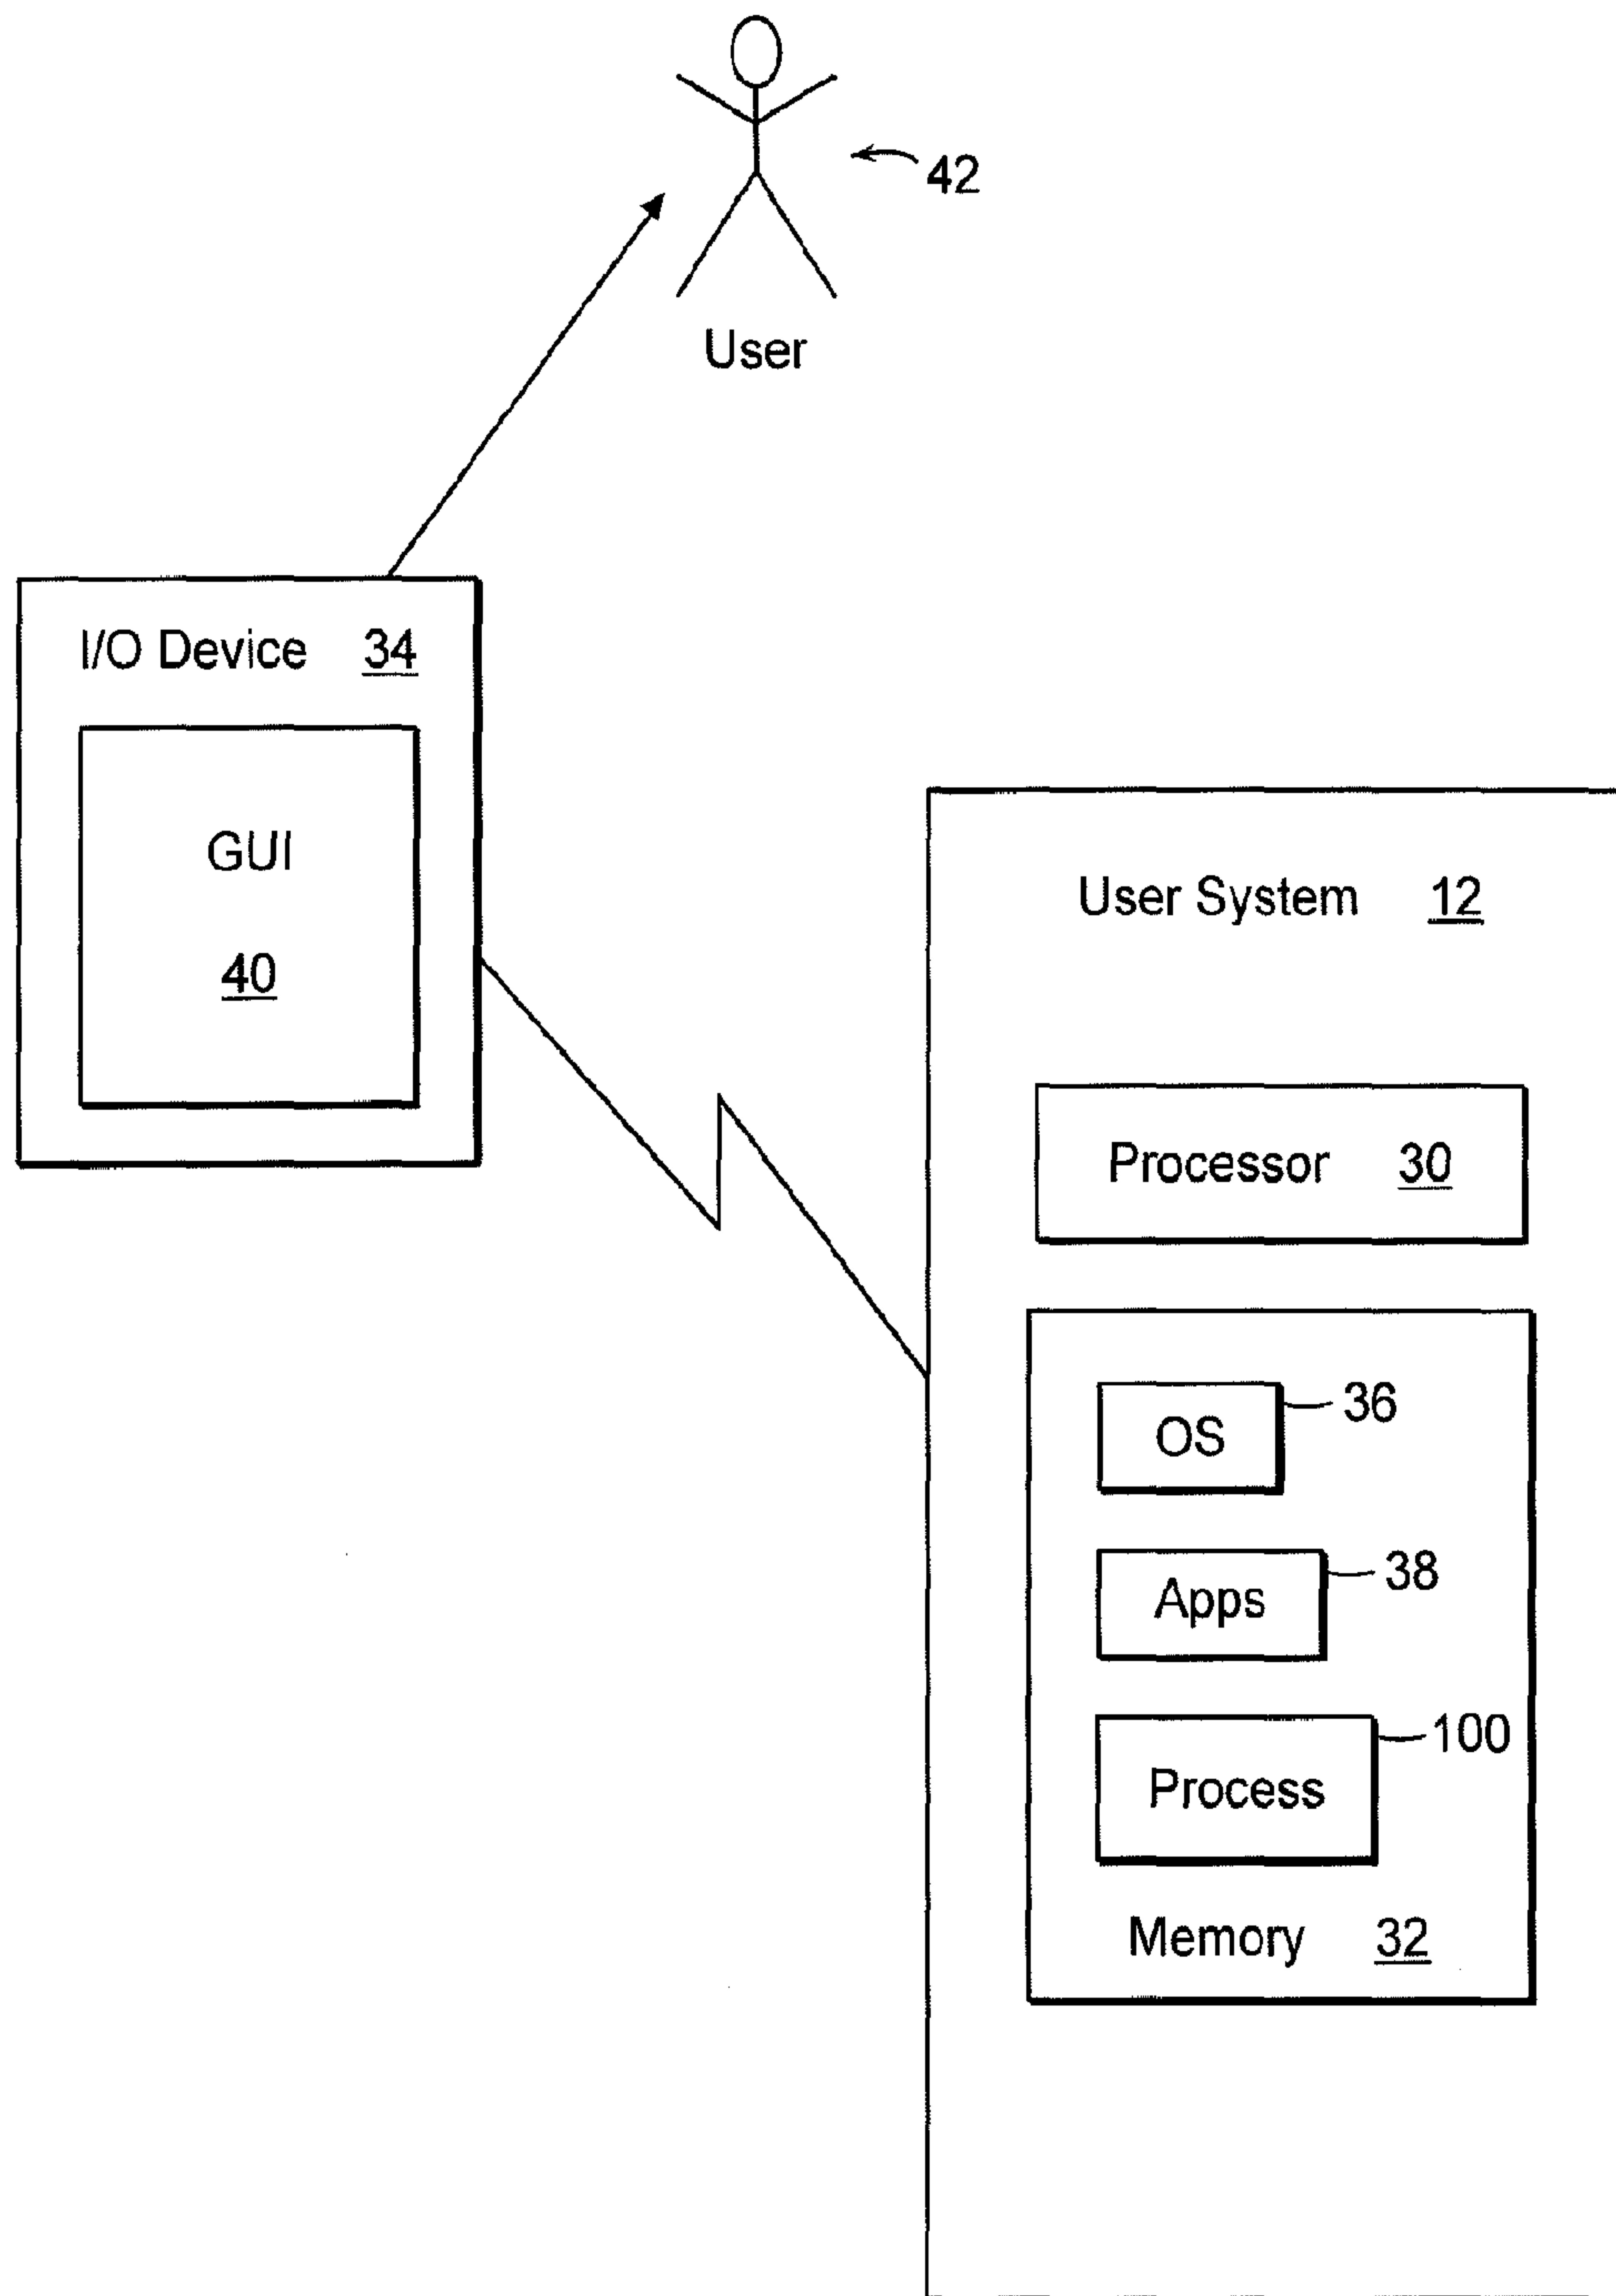 42
User
I/O Device 34
GUI
40
User System 12
Processor 30
OS
36
Apps
38
Process
100
Memory 32